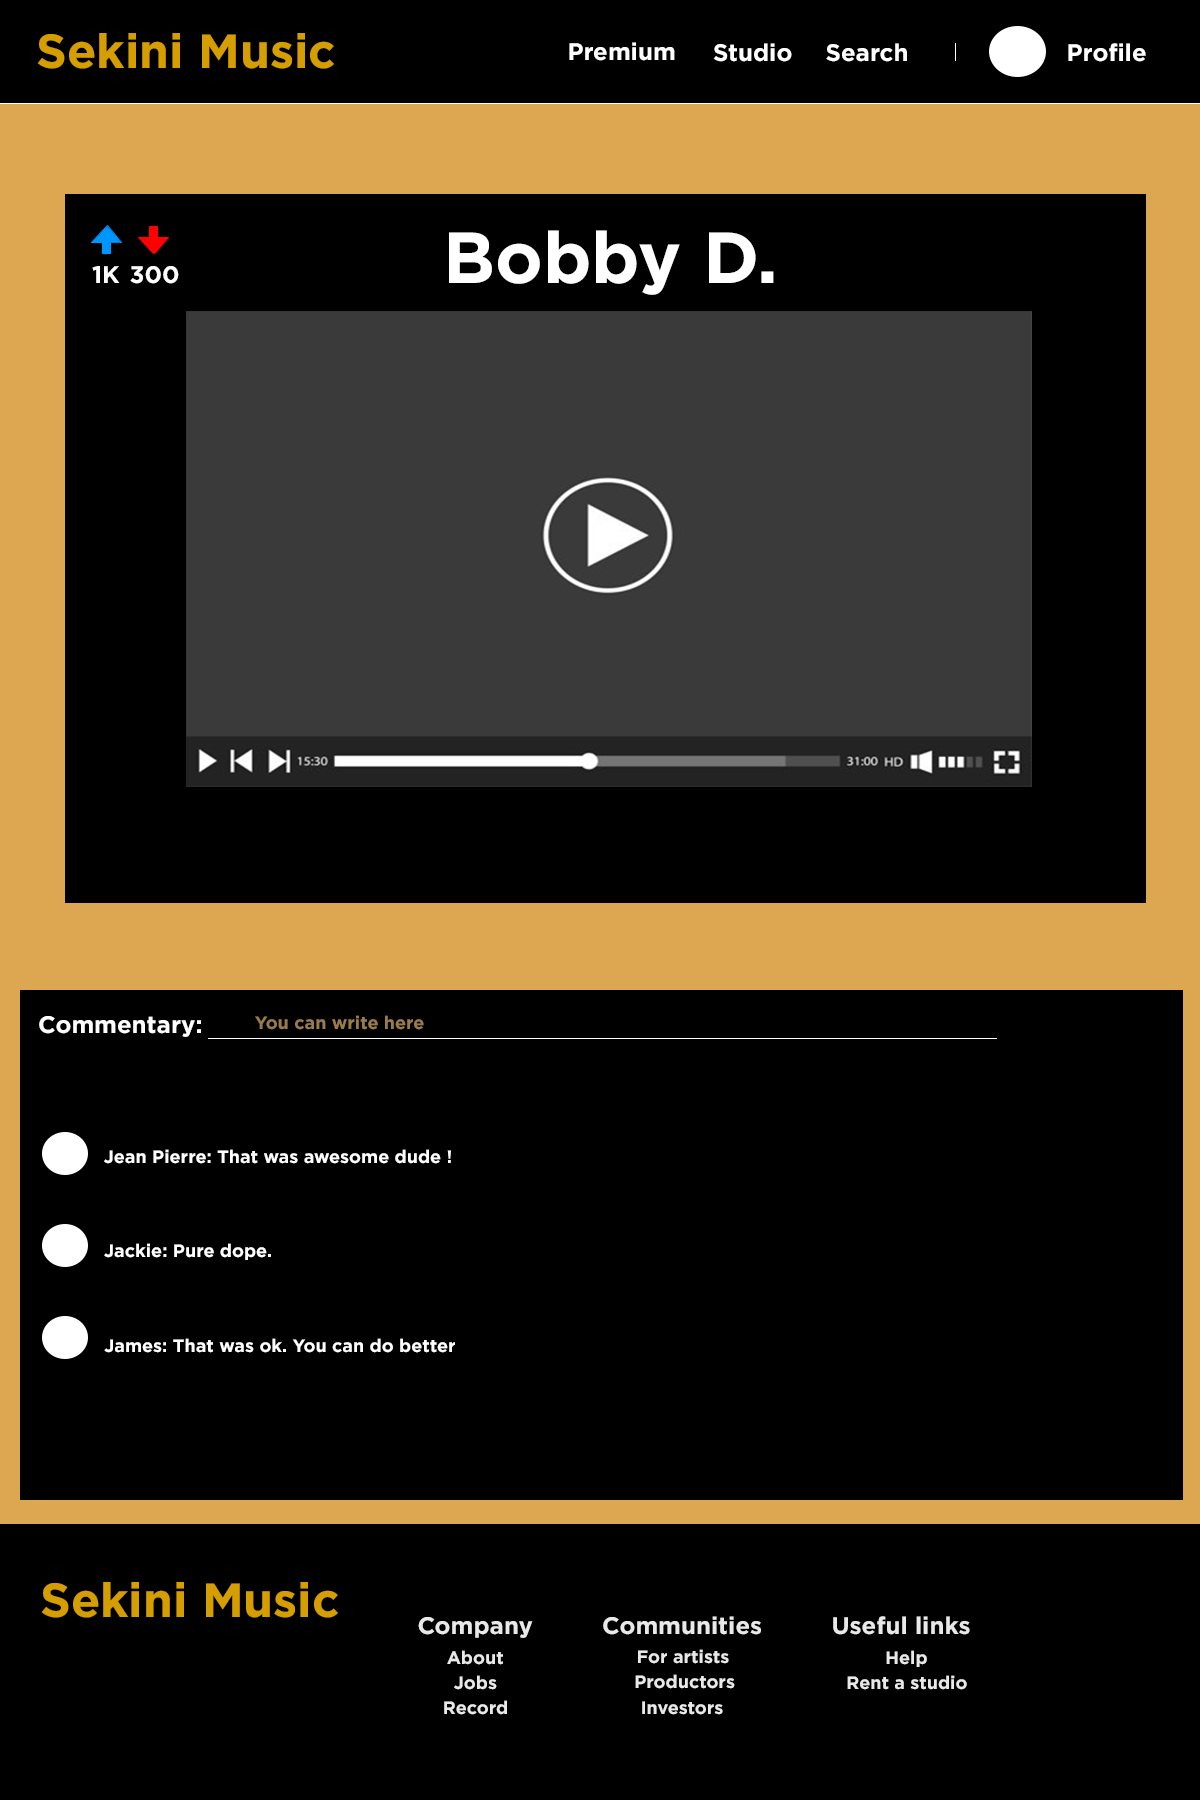 Sekini Music
Premium Studio Search | Profile
Bobby D.
1K 300
15:30 31:00 HD
Commentary: You can write here
Jean Pierre: That was awesome dude !
Jackie: Pure dope.
James: That was ok. You can do better
Sekini Music
Company
About
Jobs
Record
Communities
For artists
Productors
Investors
Useful links
Help
Rent a studio